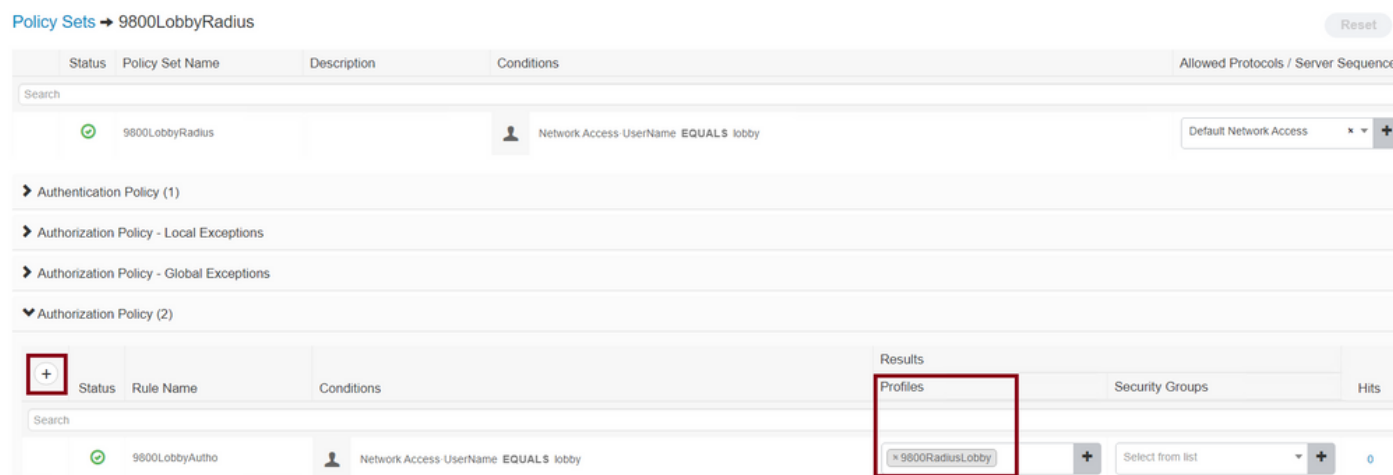 Policy Sets → 9800LobbyRadius
Reset
Status Policy Set Name Description Conditions Allowed Protocols / Server Sequence
Search
9800LobbyRadius Network Access·UserName EQUALS lobby Default Network Access
Authentication Policy (1)
Authorization Policy - Local Exceptions
Authorization Policy - Global Exceptions
Authorization Policy (2)
Results
+ Status Rule Name Conditions Profiles Security Groups Hits
Search
9800LobbyAutho Network Access·UserName EQUALS lobby × 9800RadiusLobby + Select from list + 0